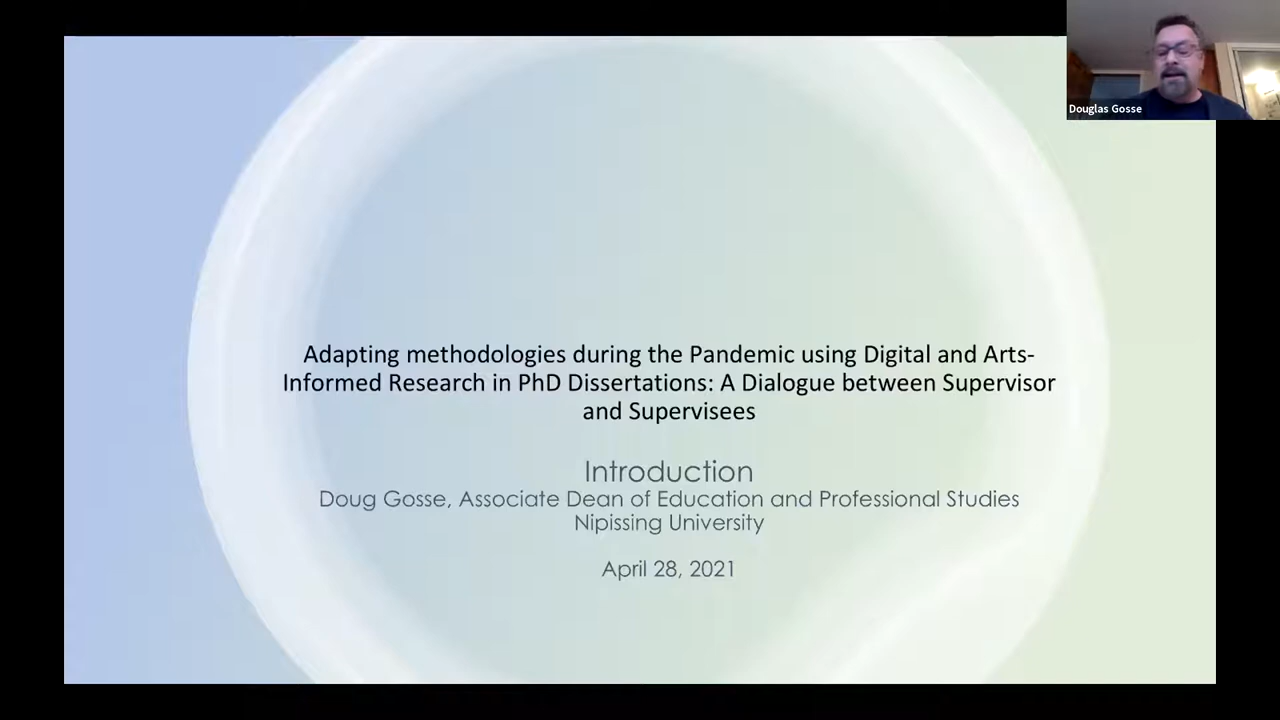 Douglas Gosse
Adapting methodologies during the Pandemic using Digital and Arts-
Informed Research in PhD Dissertations: A Dialogue between Supervisor
and Supervisees
Introduction
Doug Gosse, Associate Dean of Education and Professional Studies
Nipissing University
April 28, 2021